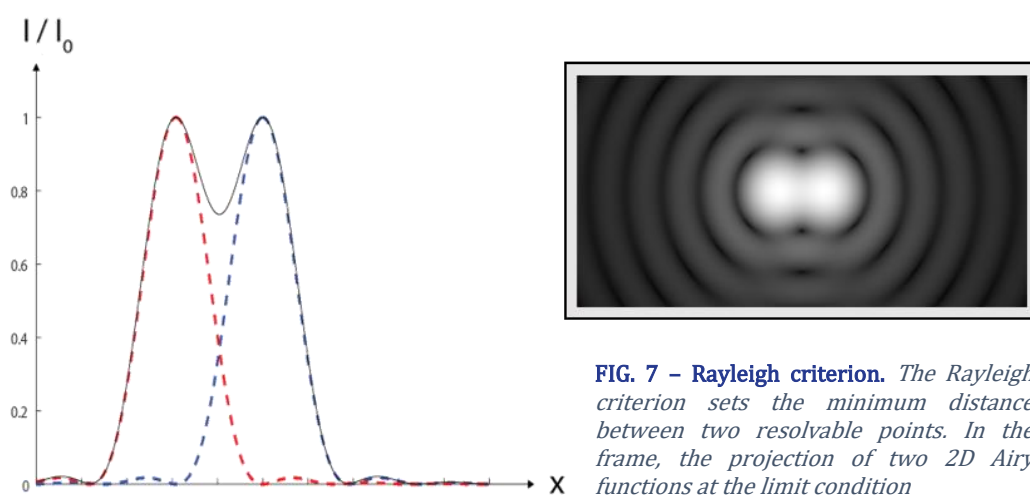 I / I0
1
0.8
0.6
0.4
0.2
0
X
FIG. 7 – Rayleigh criterion. The Rayleigh
criterion sets the minimum distance
between two resolvable points. In the
frame, the projection of two 2D Airy
functions at the limit condition